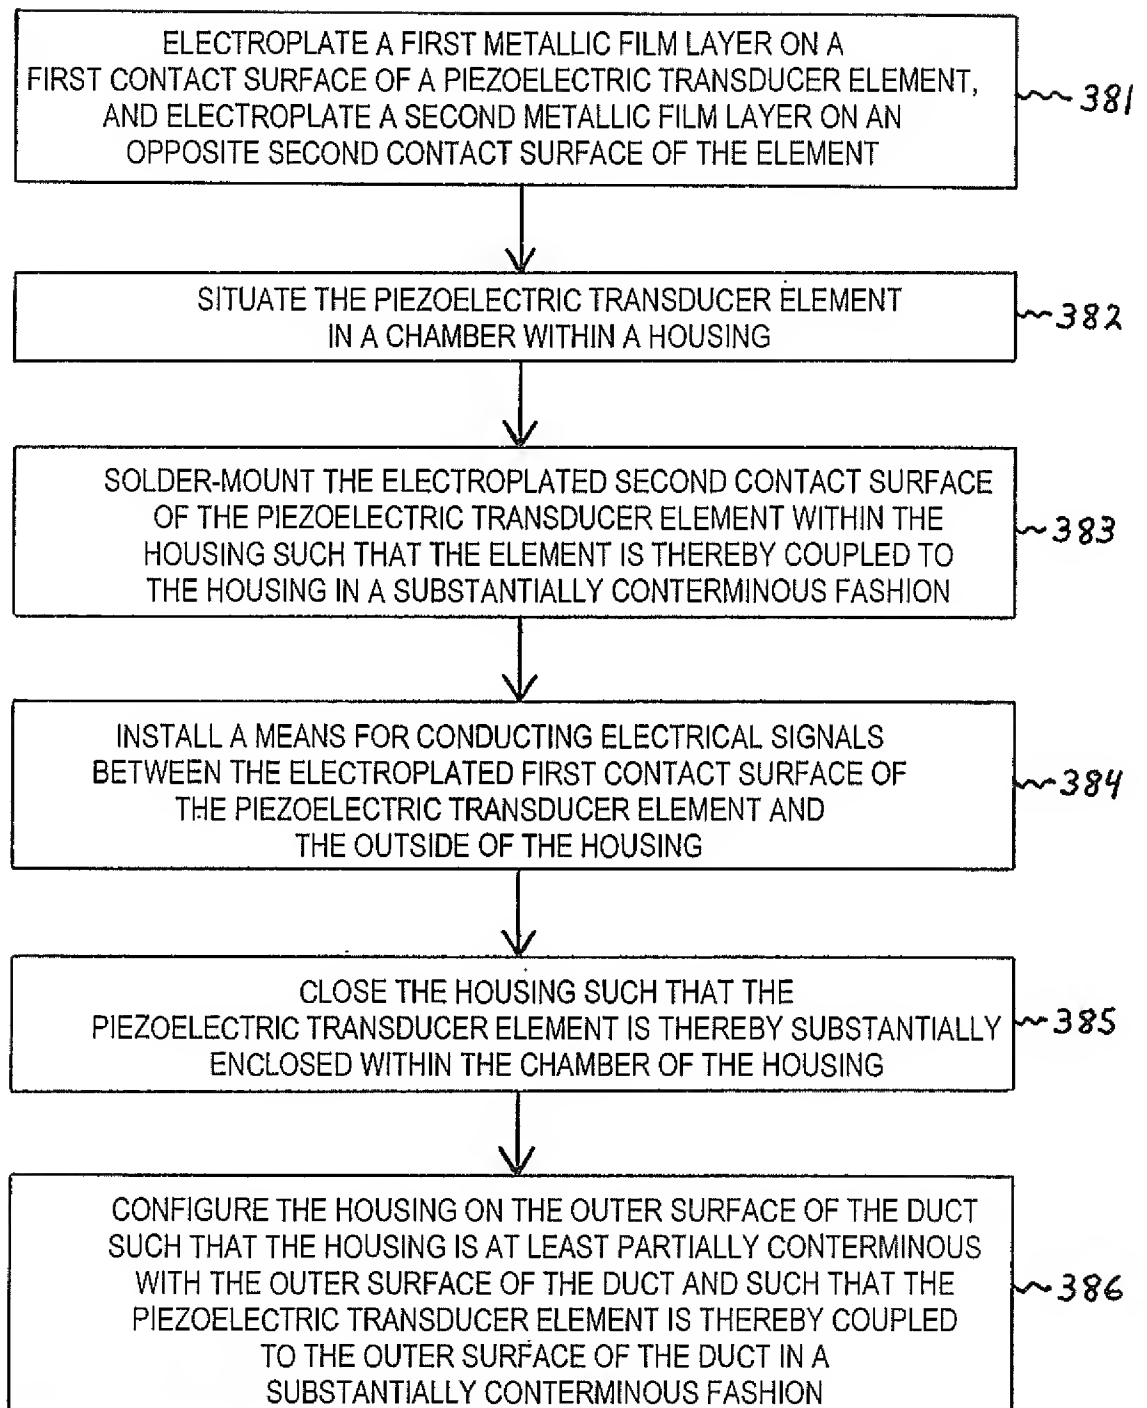 ELECTROPLATE A FIRST METALLIC FILM LAYER ON A
FIRST CONTACT SURFACE OF A PIEZOELECTRIC TRANSDUCER ELEMENT,
AND ELECTROPLATE A SECOND METALLIC FILM LAYER ON AN
OPPOSITE SECOND CONTACT SURFACE OF THE ELEMENT
381
SITUATE THE PIEZOELECTRIC TRANSDUCER ELEMENT
IN A CHAMBER WITHIN A HOUSING
382
SOLDER-MOUNT THE ELECTROPLATED SECOND CONTACT SURFACE
OF THE PIEZOELECTRIC TRANSDUCER ELEMENT WITHIN THE
HOUSING SUCH THAT THE ELEMENT IS THEREBY COUPLED TO
THE HOUSING IN A SUBSTANTIALLY CONTERMINOUS FASHION
383
INSTALL A MEANS FOR CONDUCTING ELECTRICAL SIGNALS
BETWEEN THE ELECTROPLATED FIRST CONTACT SURFACE OF
THE PIEZOELECTRIC TRANSDUCER ELEMENT AND
THE OUTSIDE OF THE HOUSING
384
CLOSE THE HOUSING SUCH THAT THE
PIEZOELECTRIC TRANSDUCER ELEMENT IS THEREBY SUBSTANTIALLY
ENCLOSED WITHIN THE CHAMBER OF THE HOUSING
385
CONFIGURE THE HOUSING ON THE OUTER SURFACE OF THE DUCT
SUCH THAT THE HOUSING IS AT LEAST PARTIALLY CONTERMINOUS
WITH THE OUTER SURFACE OF THE DUCT AND SUCH THAT THE
PIEZOELECTRIC TRANSDUCER ELEMENT IS THEREBY COUPLED
TO THE OUTER SURFACE OF THE DUCT IN A
SUBSTANTIALLY CONTERMINOUS FASHION
386